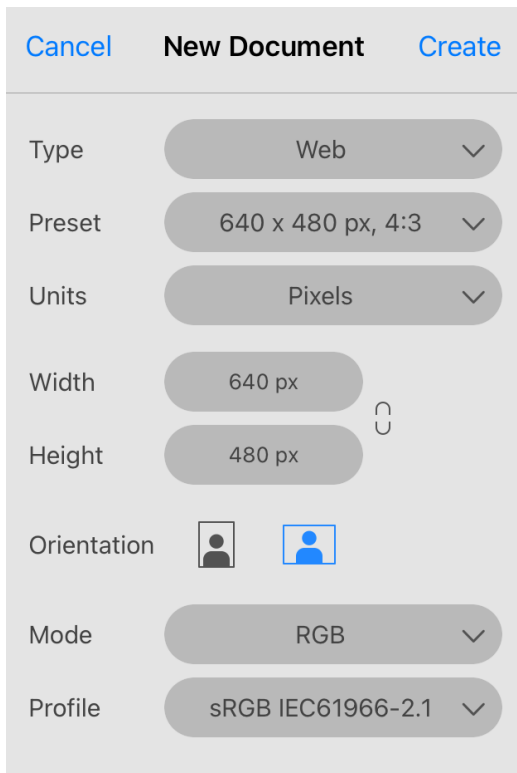 Cancel New Document Create
Type Web
Preset 640 x 480 px, 4:3
Units Pixels
Width 640 px
Height 480 px
Orientation
Mode RGB
Profile sRGB IEC61966-2.1